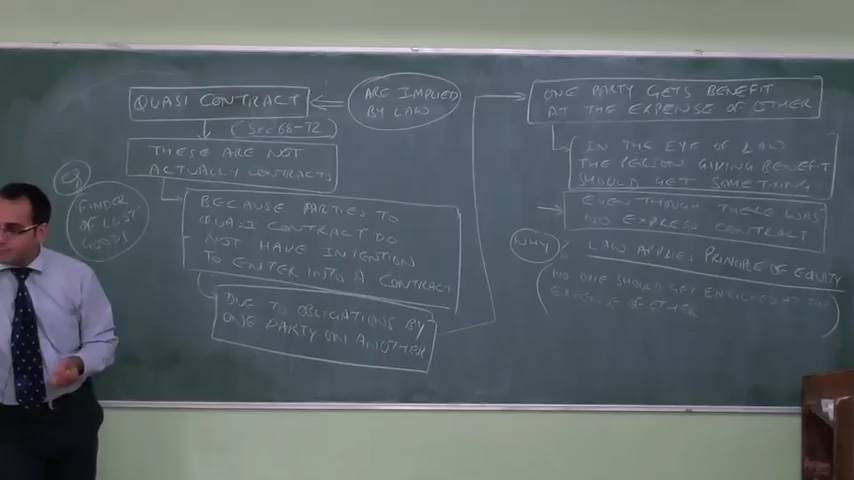 QUASI CONTRACT
ARE IMPLIED
BY LAW
(SEC 68-72)
THESE ARE NOT
ACTUALLY CONTRACTS
eg
FINDER
OF LOST
GOODS
BECAUSE PARTIES TO
QUASI CONTRACT DO
NOT HAVE INTENTION
TO ENTER INTO A CONTRACT
DUE TO OBLIGATIONS BY
ONE PARTY ON ANOTHER
ONE PARTY GETS BENEFIT
AT THE EXPENSE OF OTHER
IN THE EYE OF LAW
THE PERSON GIVING BENEFIT
SHOULD GET SOMETHING
EVEN THOUGH THERE WAS
NO EXPRESS CONTRACT
WHY?
LAW APPLIES PRINCIPLE OF EQUITY
NO ONE SHOULD GET ENRICHED AT THE
EXPENSE OF OTHER